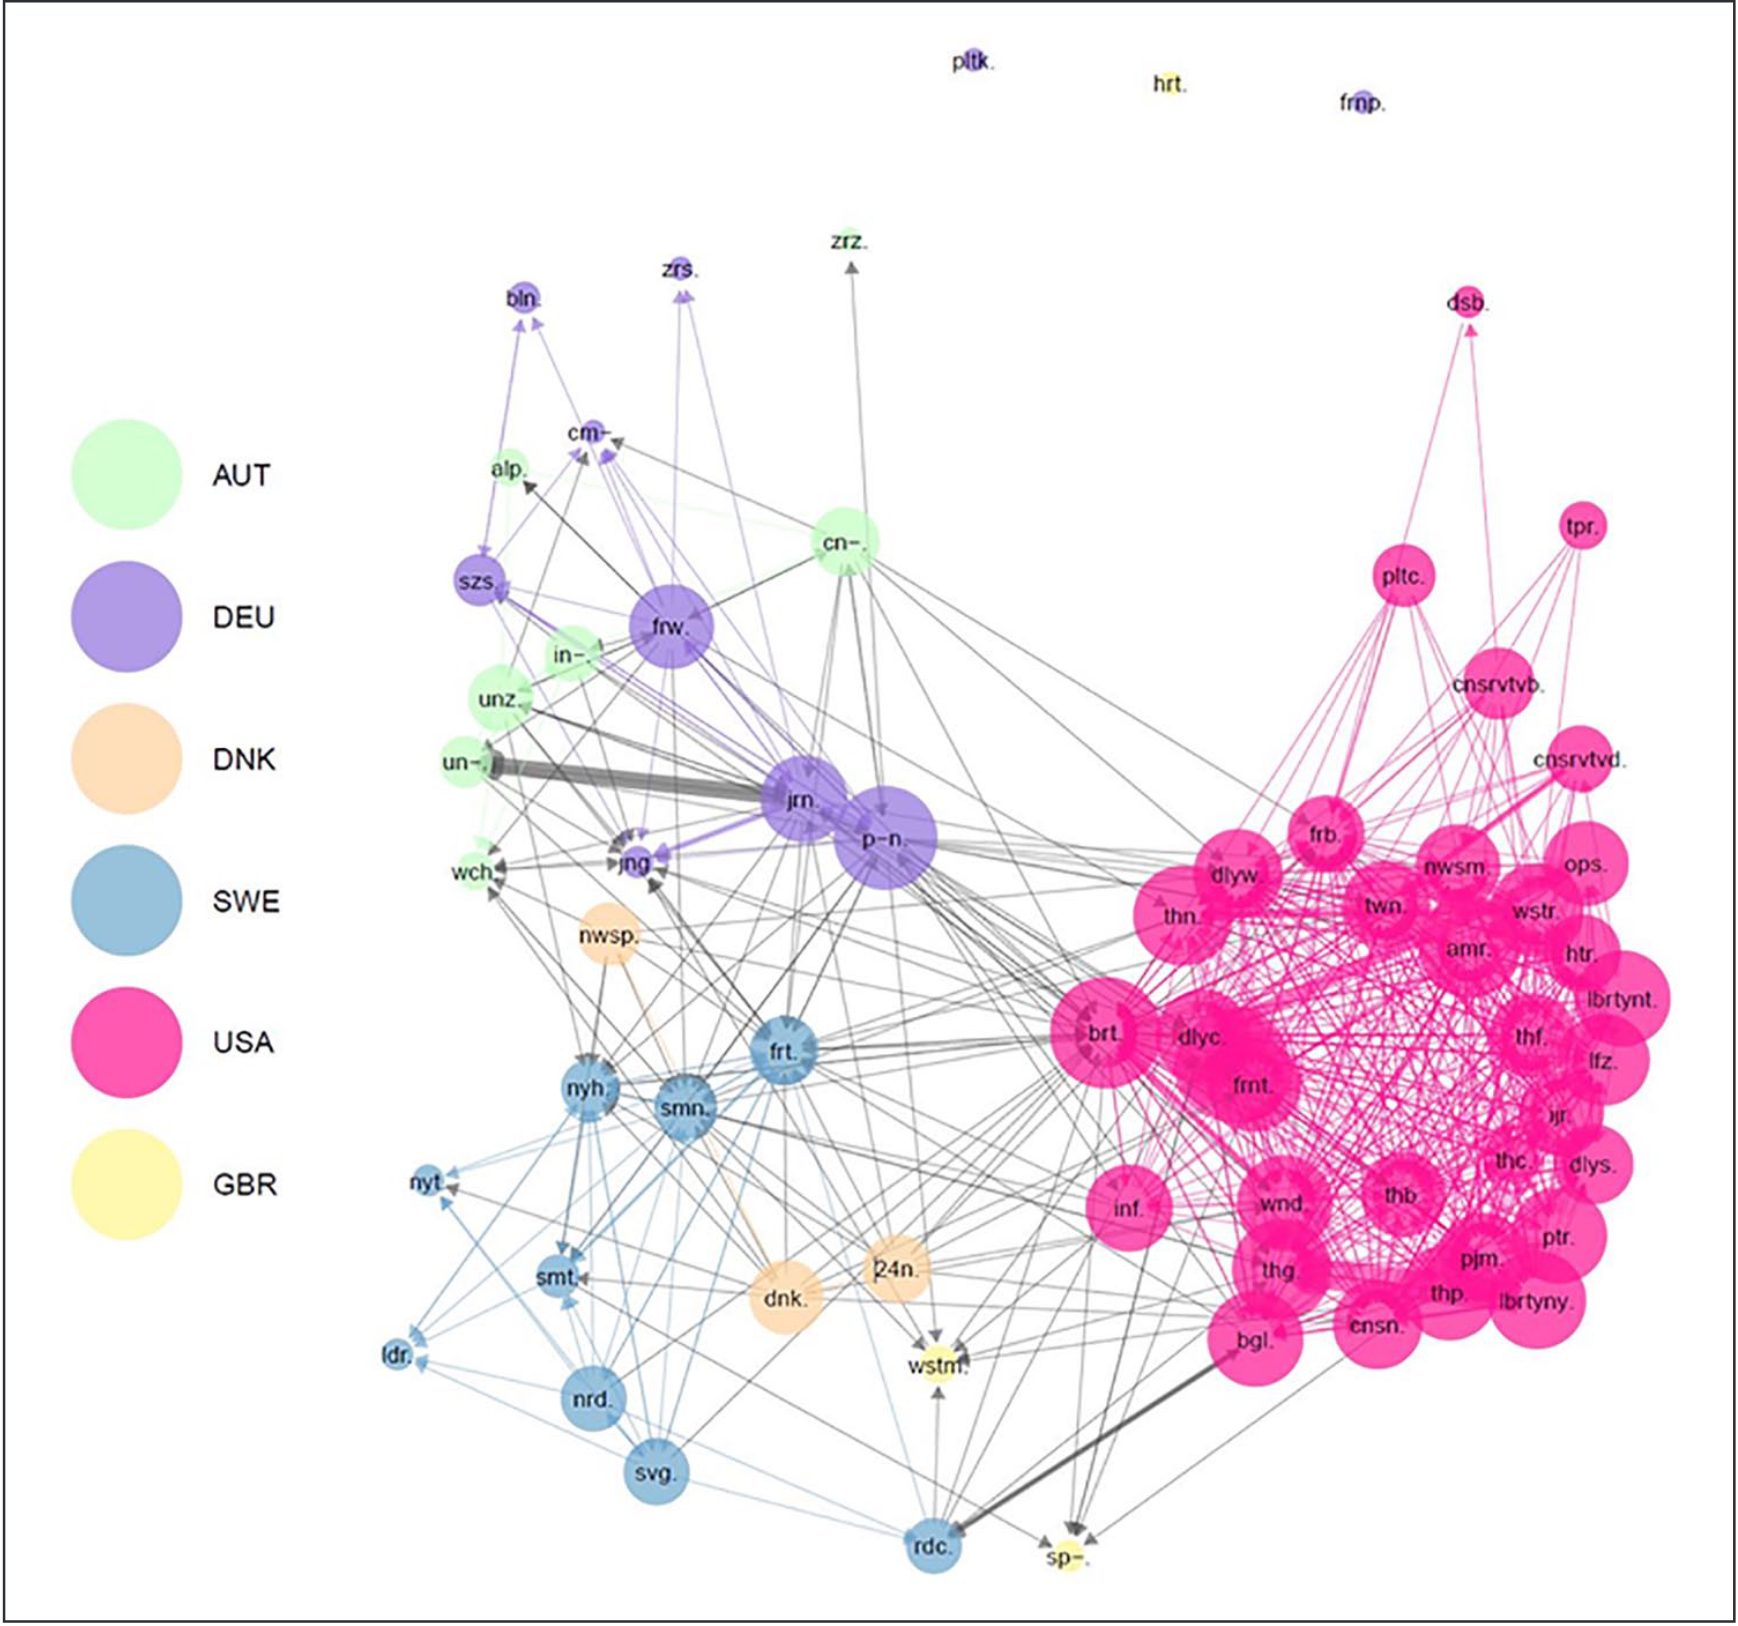 pltk.
hrt.
frnp.
zrz.
zrs.
bln.
dsb.
cm-
alp.
tpr.
cn-.
pltc.
szs.
frw.
in-.
unz.
cnsrvtvb.
un-.
cnsrvtvd.
jrn.
p-n.
frb.
jng.
wch.
dlyw.
nwsm.
ops.
thn.
twn.
wstr.
nwsp.
amr.
htr.
lbrtynt.
brt.
dlyc.
thf.
frt.
lfz.
nyh.
frnt.
smn.
ijr.
thc.
dlys.
nyt.
inf.
wnd.
thb.
ptr.
smt.
24n.
thg.
pjm.
dnk.
thp.
lbrtyny.
ldr.
wstm.
bgl.
cnsn.
nrd.
svg.
rdc.
sp-.
AUT
DEU
DNK
SWE
USA
GBR